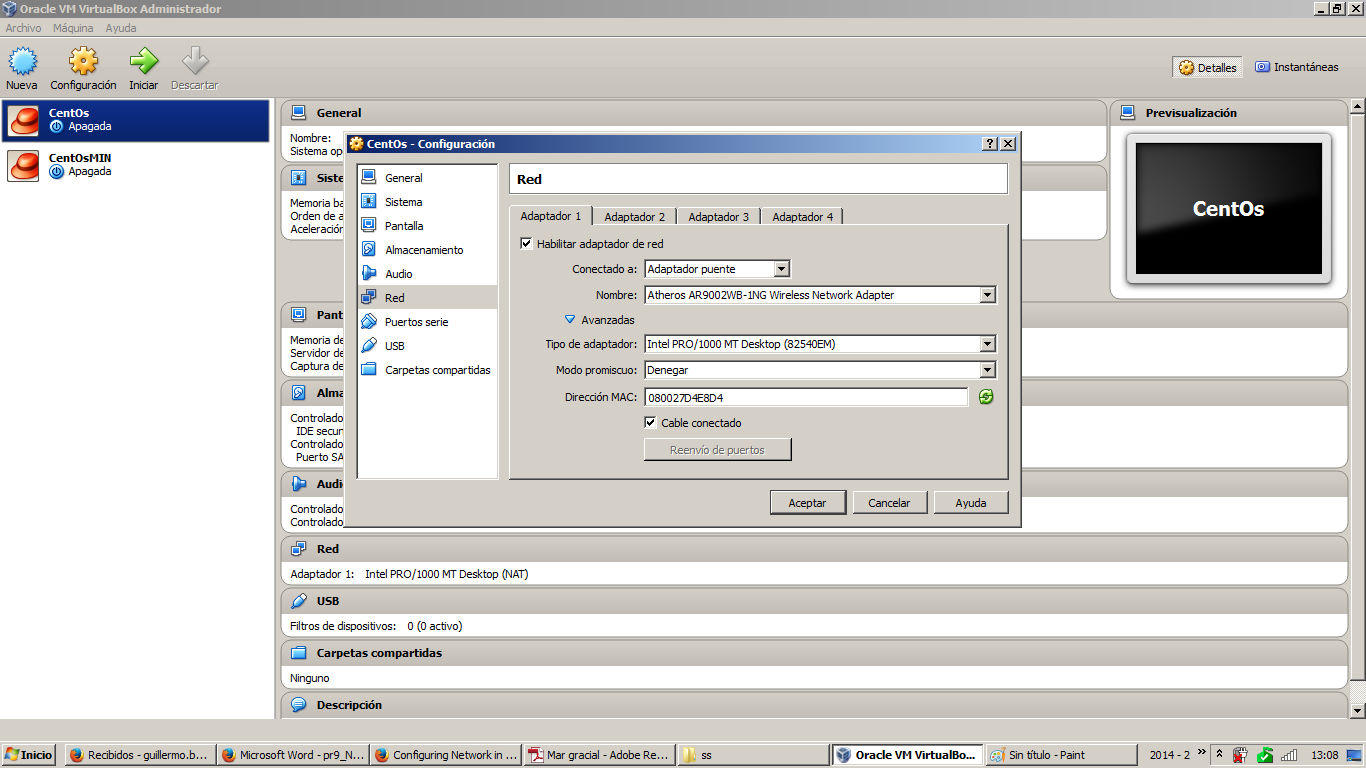 Oracle VM VirtualBox Administrador
Archivo Máquina Ayuda
Nueva Configuración Iniciar Descartar
Detalles Instantáneas
CentOs
Apagada
CentOsMIN
Apagada
General
Nombre:
Sistema op
Siste
Memoria ba
Orden de a
Aceleración
Pant
Memoria de
Servidor de
Captura de
Alma
Controlado
IDE secun
Controlado
Puerto SA
Audi
Controlado
Controlado
Red
Adaptador 1: Intel PRO/1000 MT Desktop (NAT)
USB
Filtros de dispositivos: 0 (0 activo)
Carpetas compartidas
Ninguno
Descripción
Previsualización
CentOs
CentOs - Configuración
General
Sistema
Pantalla
Almacenamiento
Audio
Red
Puertos serie
USB
Carpetas compartidas
Red
Adaptador 1 Adaptador 2 Adaptador 3 Adaptador 4
Habilitar adaptador de red
Conectado a: Adaptador puente
Nombre: Atheros AR9002WB-1NG Wireless Network Adapter
Avanzadas
Tipo de adaptador: Intel PRO/1000 MT Desktop (82540EM)
Modo promiscuo: Denegar
Dirección MAC: 080027D4E8D4
Cable conectado
Reenvío de puertos
Aceptar Cancelar Ayuda
Inicio Recibidos - guillermo.b... Microsoft Word - pr9_N... Configuring Network in ... Mar gracial - Adobe Re... ss Oracle VM VirtualBo... Sin título - Paint 2014 - 2 13:08